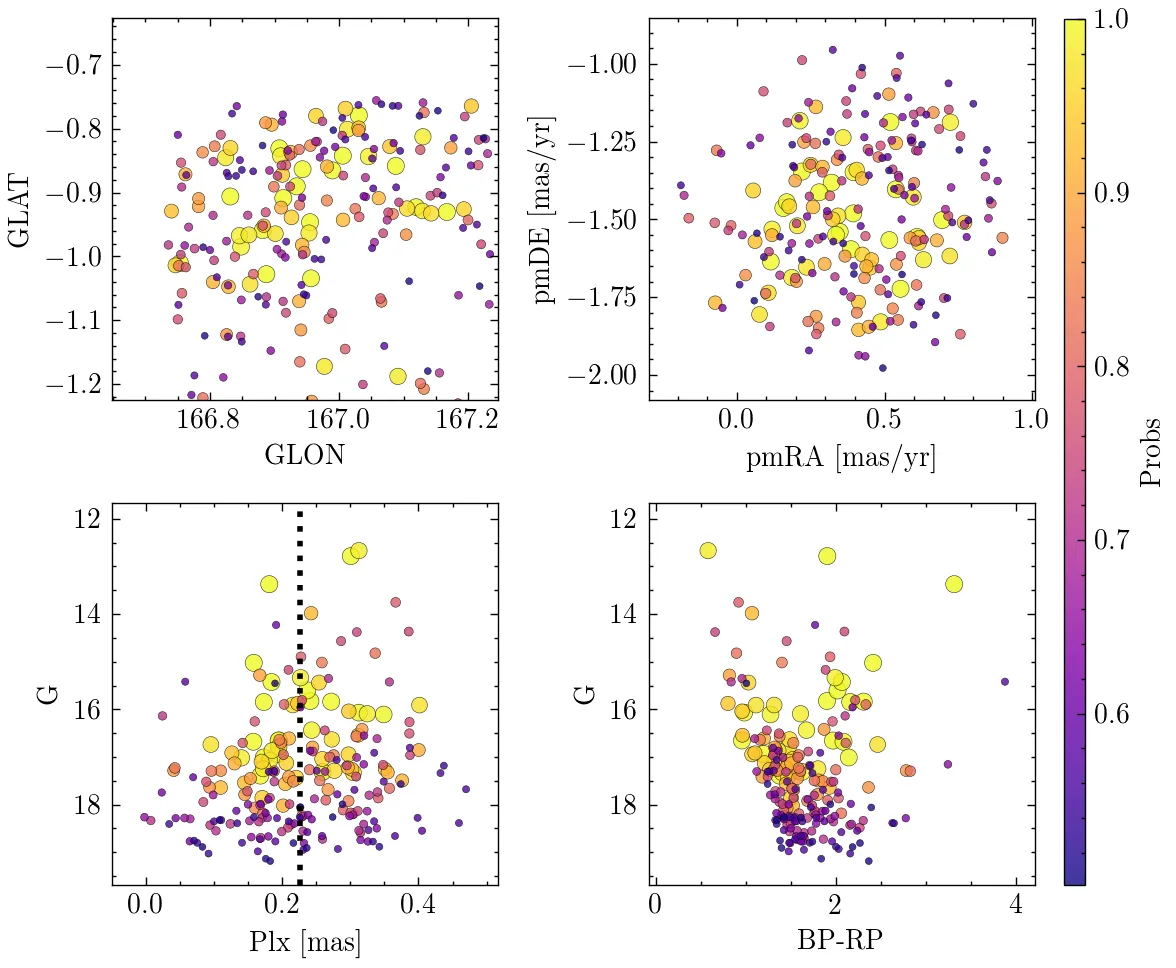 −0.7
−0.8
−0.9
−1.0
−1.1
−1.2
GLAT
166.8 167.0 167.2
GLON
−1.00
−1.25
−1.50
−1.75
−2.00
pmDE [mas/yr]
0.0 0.5 1.0
pmRA [mas/yr]
12
14
16
18
G
0.0 0.2 0.4
Plx [mas]
12
14
16
18
G
0 2 4
BP-RP
1.0
0.9
0.8
0.7
0.6
Probs